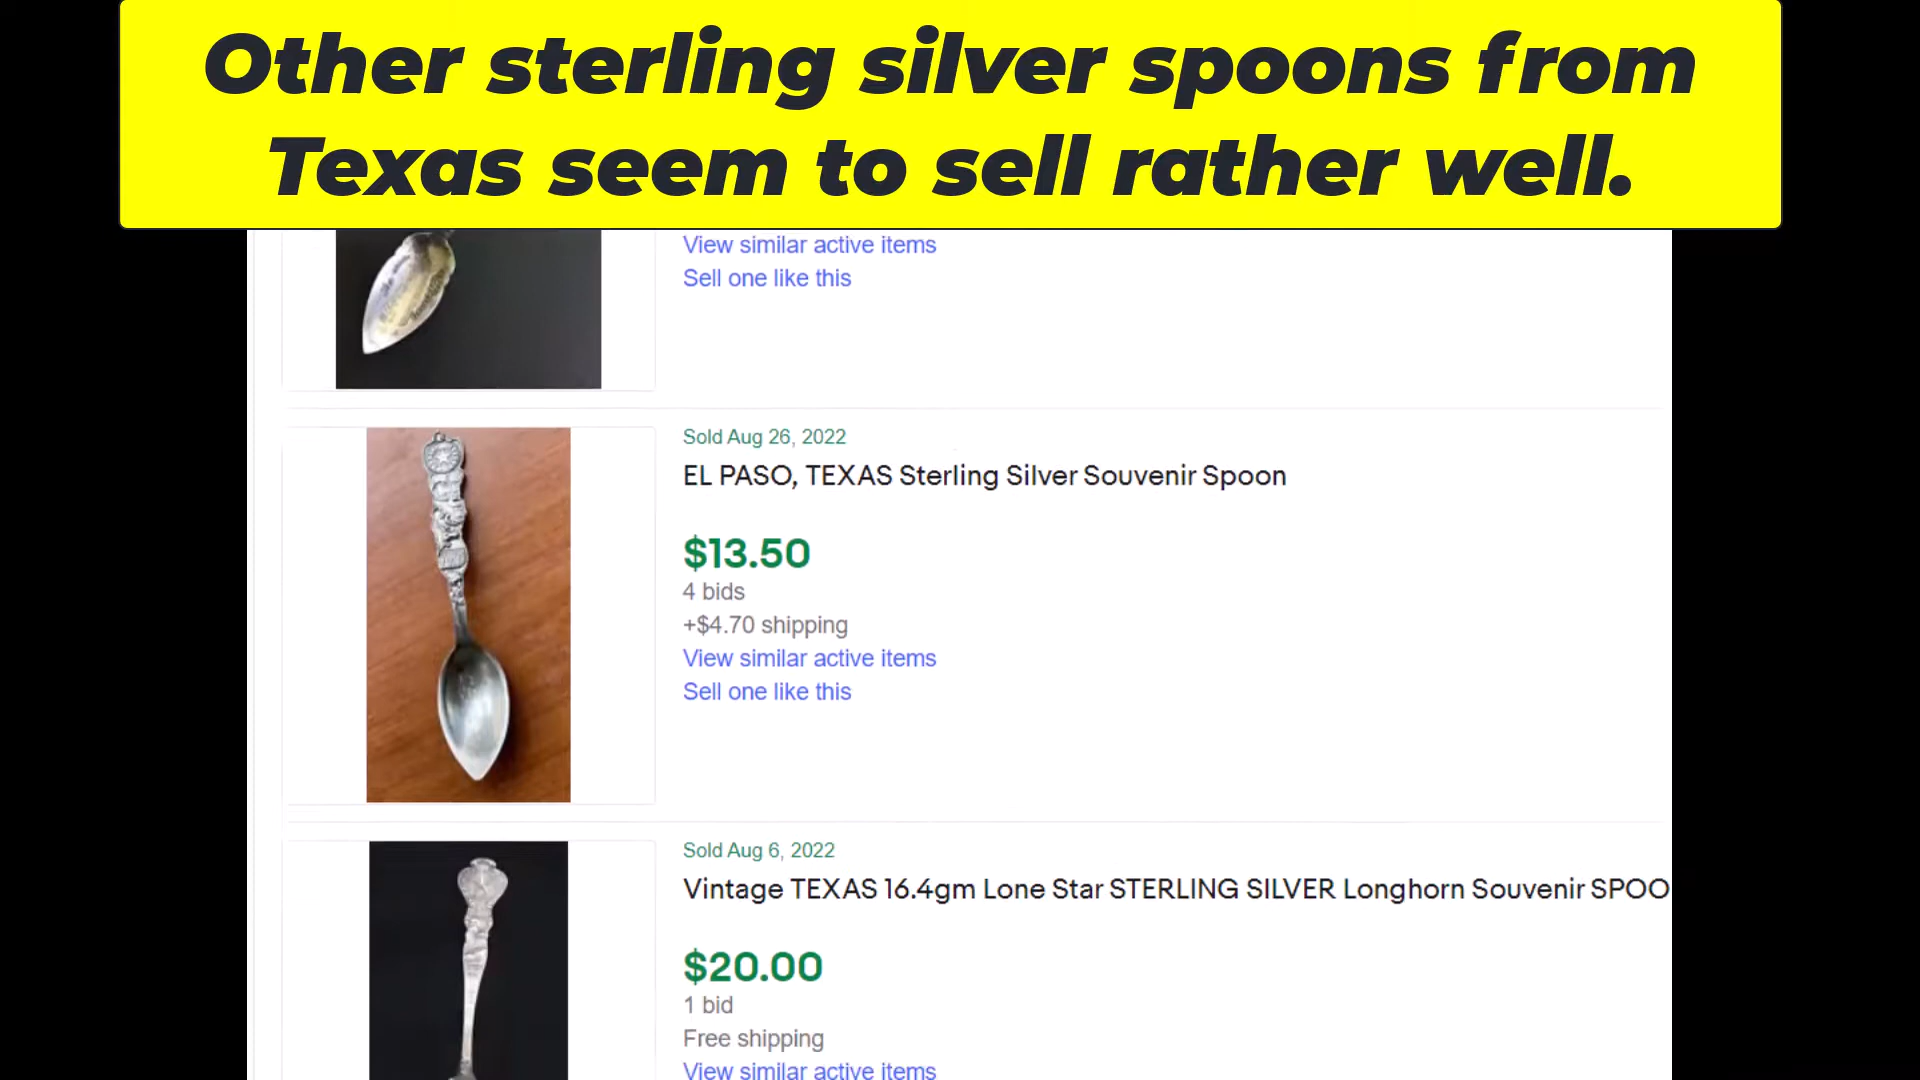 Other sterling silver spoons from
Texas seem to sell rather well.
View similar active items
Sell one like this
Sold Aug 26, 2022
EL PASO, TEXAS Sterling Silver Souvenir Spoon
$13.50
4 bids
+$4.70 shipping
View similar active items
Sell one like this
Sold Aug 6, 2022
Vintage TEXAS 16.4gm Lone Star STERLING SILVER Longhorn Souvenir SPOO
$20.00
1 bid
Free shipping
View similar active items